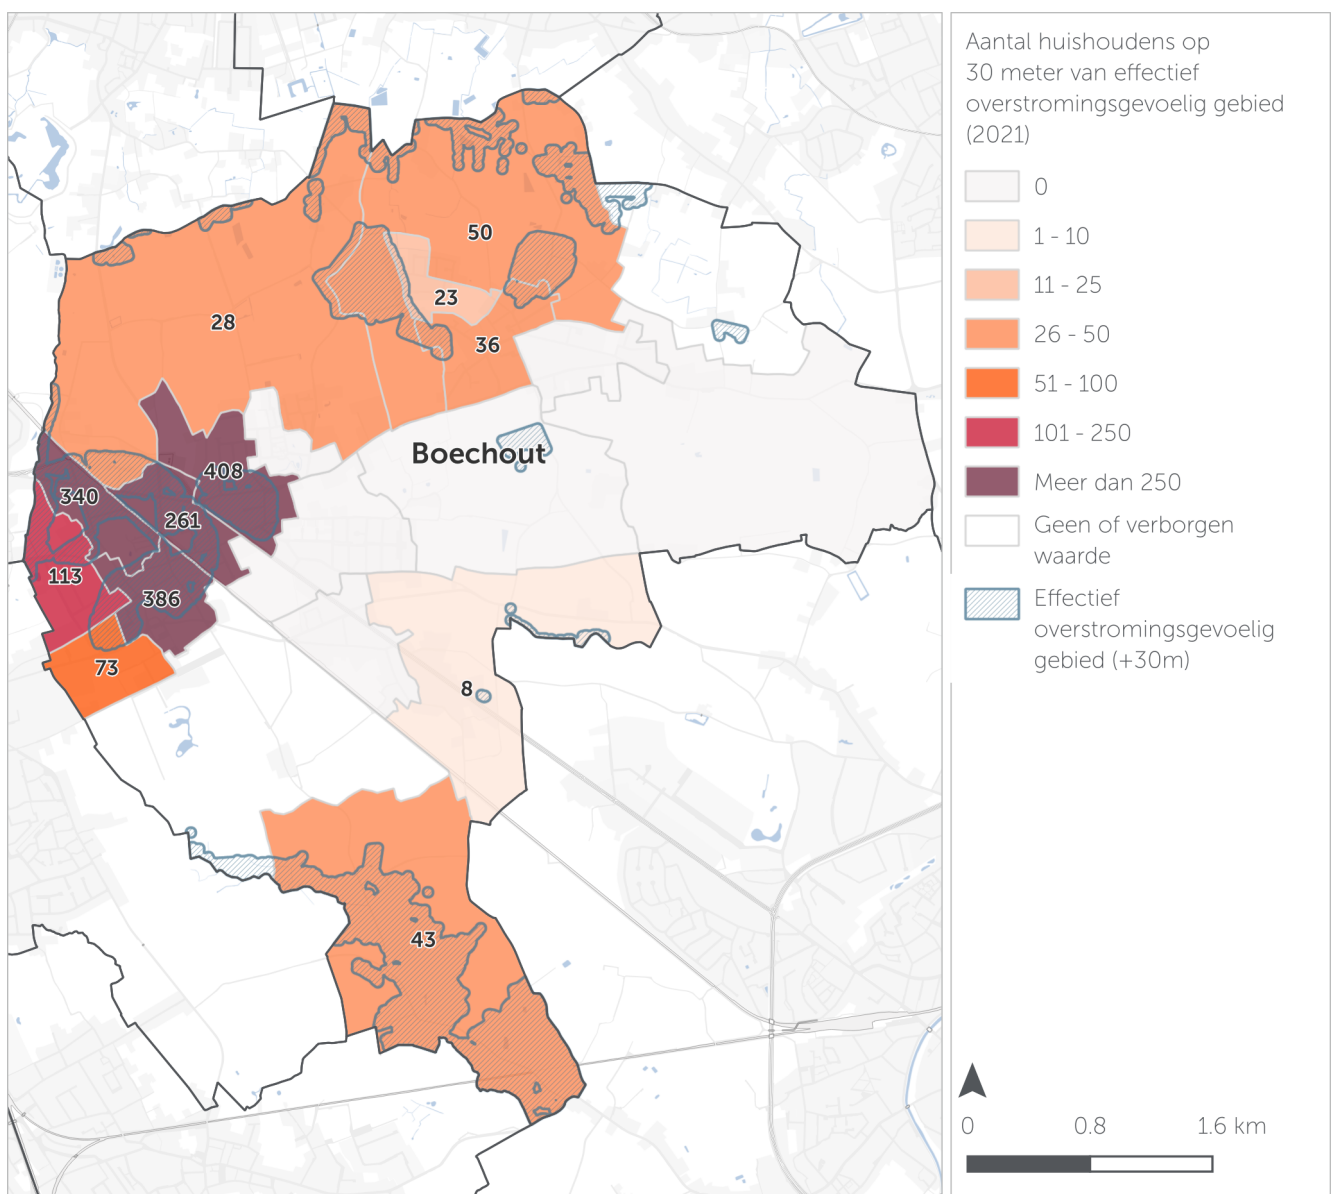 50
23
28
36
Boechout
408
340
261
113
386
73
8
43
Aantal huishoudens op
30 meter van effectief
overstromingsgevoelig gebied
(2021)
0
1 - 10
11 - 25
26 - 50
51 - 100
101 - 250
Meer dan 250
Geen of verborgen
waarde
Effectief
overstromingsgevoelig
gebied (+30m)
0 0.8 1.6 km